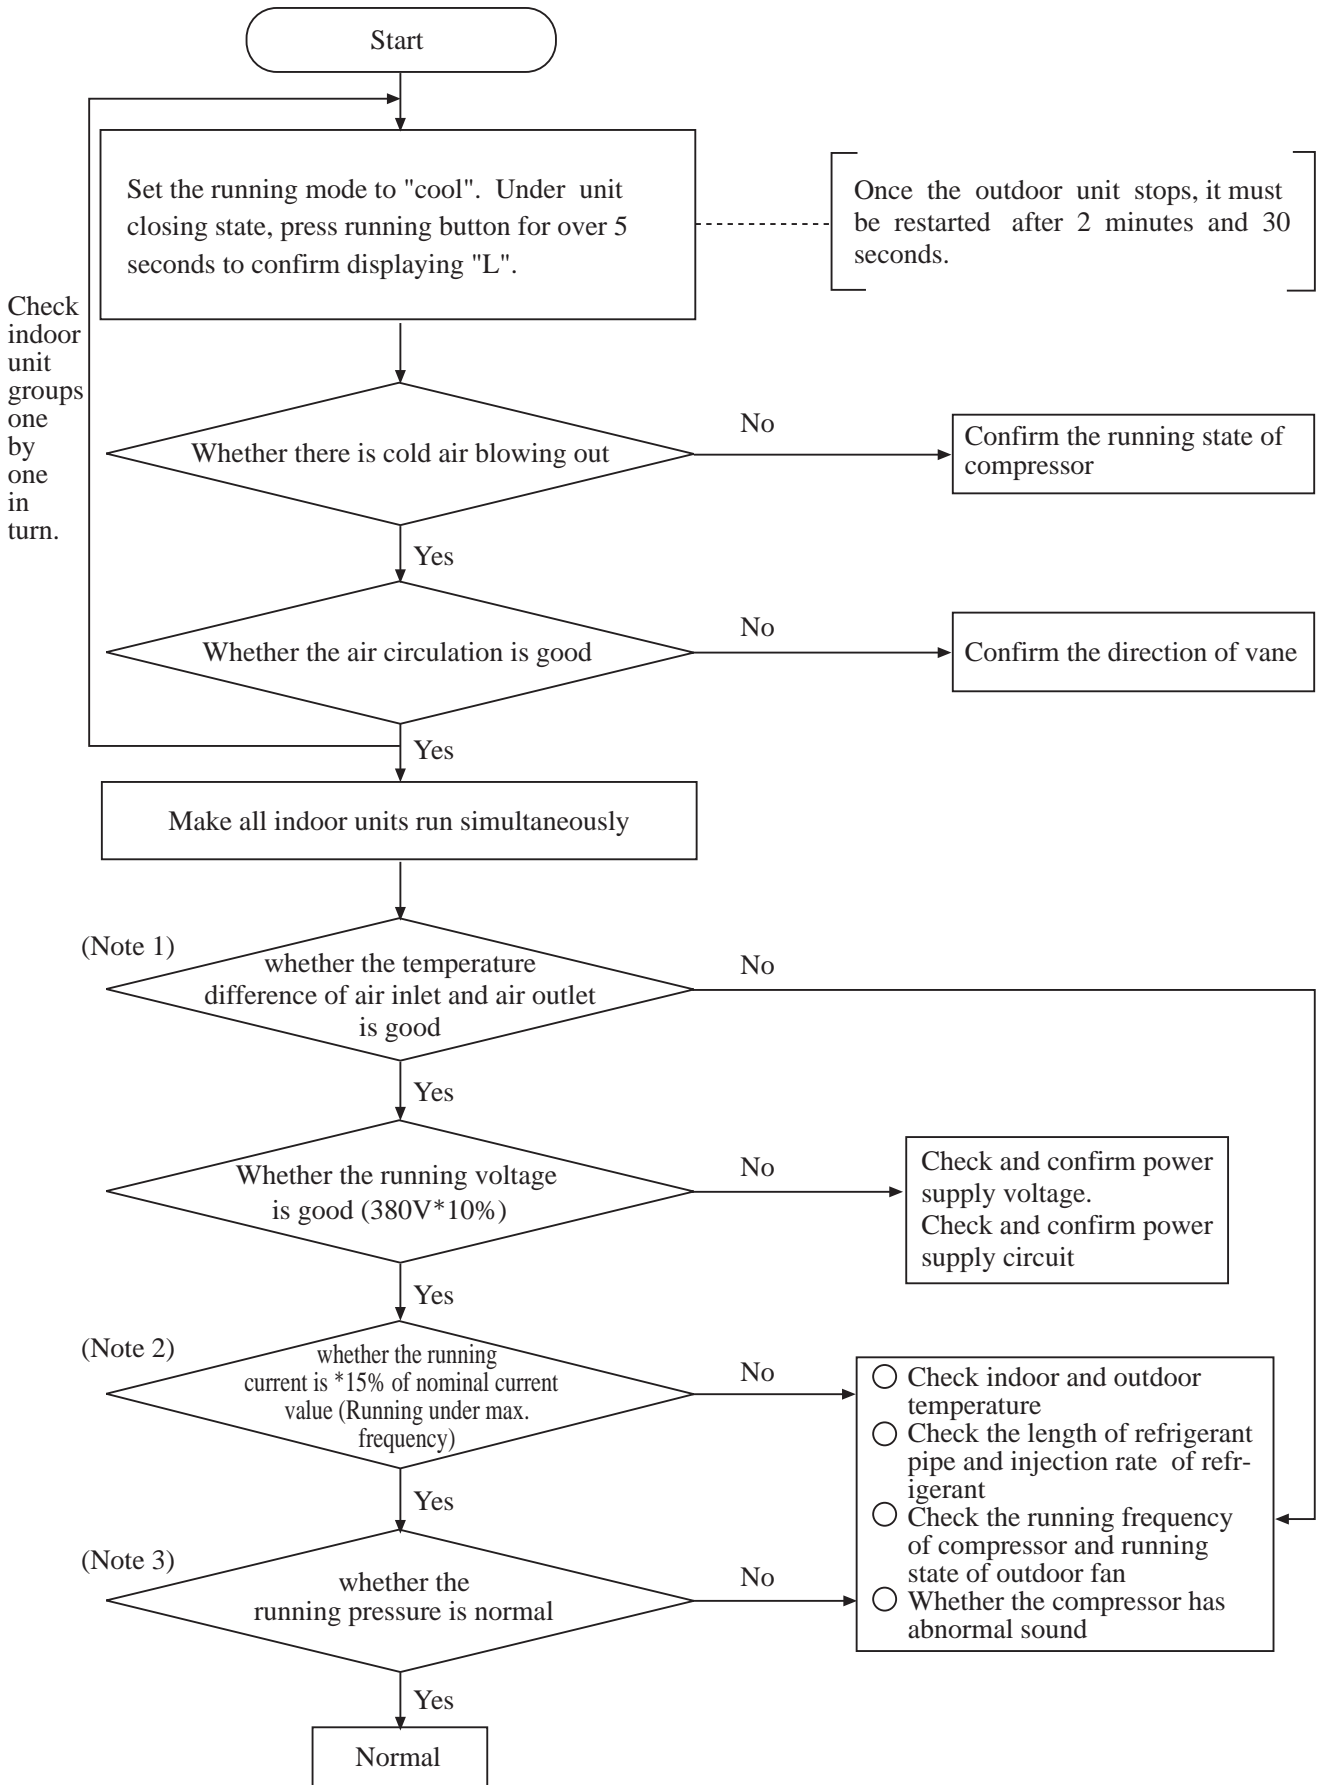 Start
Set the running mode to "cool". Under unit
closing state, press running button for over 5
seconds to confirm displaying "L".
Once the outdoor unit stops, it must
be restarted after 2 minutes and 30
seconds.
Check
indoor
unit
groups
one
by
one
in
turn.
Whether there is cold air blowing out
No
Confirm the running state of
compressor
Yes
Whether the air circulation is good
No
Confirm the direction of vane
Yes
Make all indoor units run simultaneously
(Note 1)
whether the temperature
difference of air inlet and air outlet
is good
No
Yes
Whether the running voltage
is good (380V*10%)
No
Check and confirm power
supply voltage.
Check and confirm power
supply circuit
Yes
(Note 2)
whether the running
current is *15% of nominal current
value (Running under max.
frequency)
No
Check indoor and outdoor
temperature
Check the length of refrigerant
pipe and injection rate of refr-
igerant
Check the running frequency
of compressor and running
state of outdoor fan
Whether the compressor has
abnormal sound
Yes
(Note 3)
whether the
running pressure is normal
No
Yes
Normal